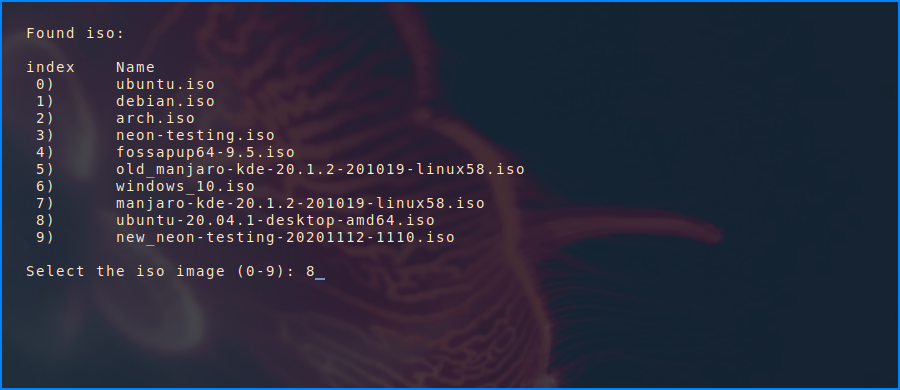 Found iso:
index    Name
0)      ubuntu.iso
1)      debian.iso
2)      arch.iso
3)      neon-testing.iso
4)      fossapup64-9.5.iso
5)      old_manjaro-kde-20.1.2-201019-linux58.iso
6)      windows_10.iso
7)      manjaro-kde-20.1.2-201019-linux58.iso
8)      ubuntu-20.04.1-desktop-amd64.iso
9)      new_neon-testing-20201112-1110.iso
Select the iso image (0-9): 8_